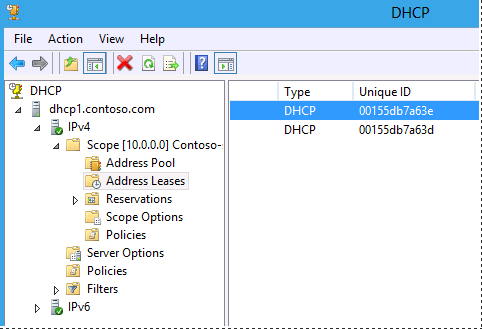 DHCP
File Action View Help
DHCP
dhcp1.contoso.com
IPv4
Scope [10.0.0.0] Contoso-
Address Pool
Address Leases
Reservations
Scope Options
Policies
Server Options
Policies
Filters
IPv6
Type Unique ID
DHCP 00155db7a63e
DHCP 00155db7a63d